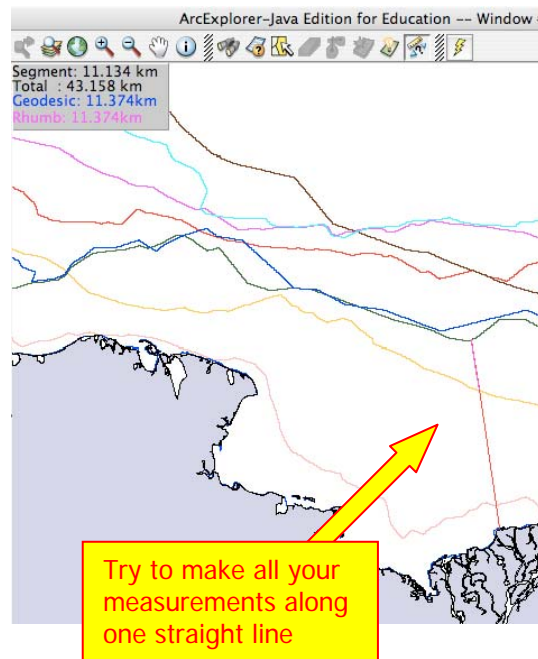 ArcExplorer-Java Edition for Education -- Window
Segment: 11.134 km
Total : 43.158 km
Geodesic: 11.374km
Rhumb: 11.374km
Try to make all your
measurements along
one straight line